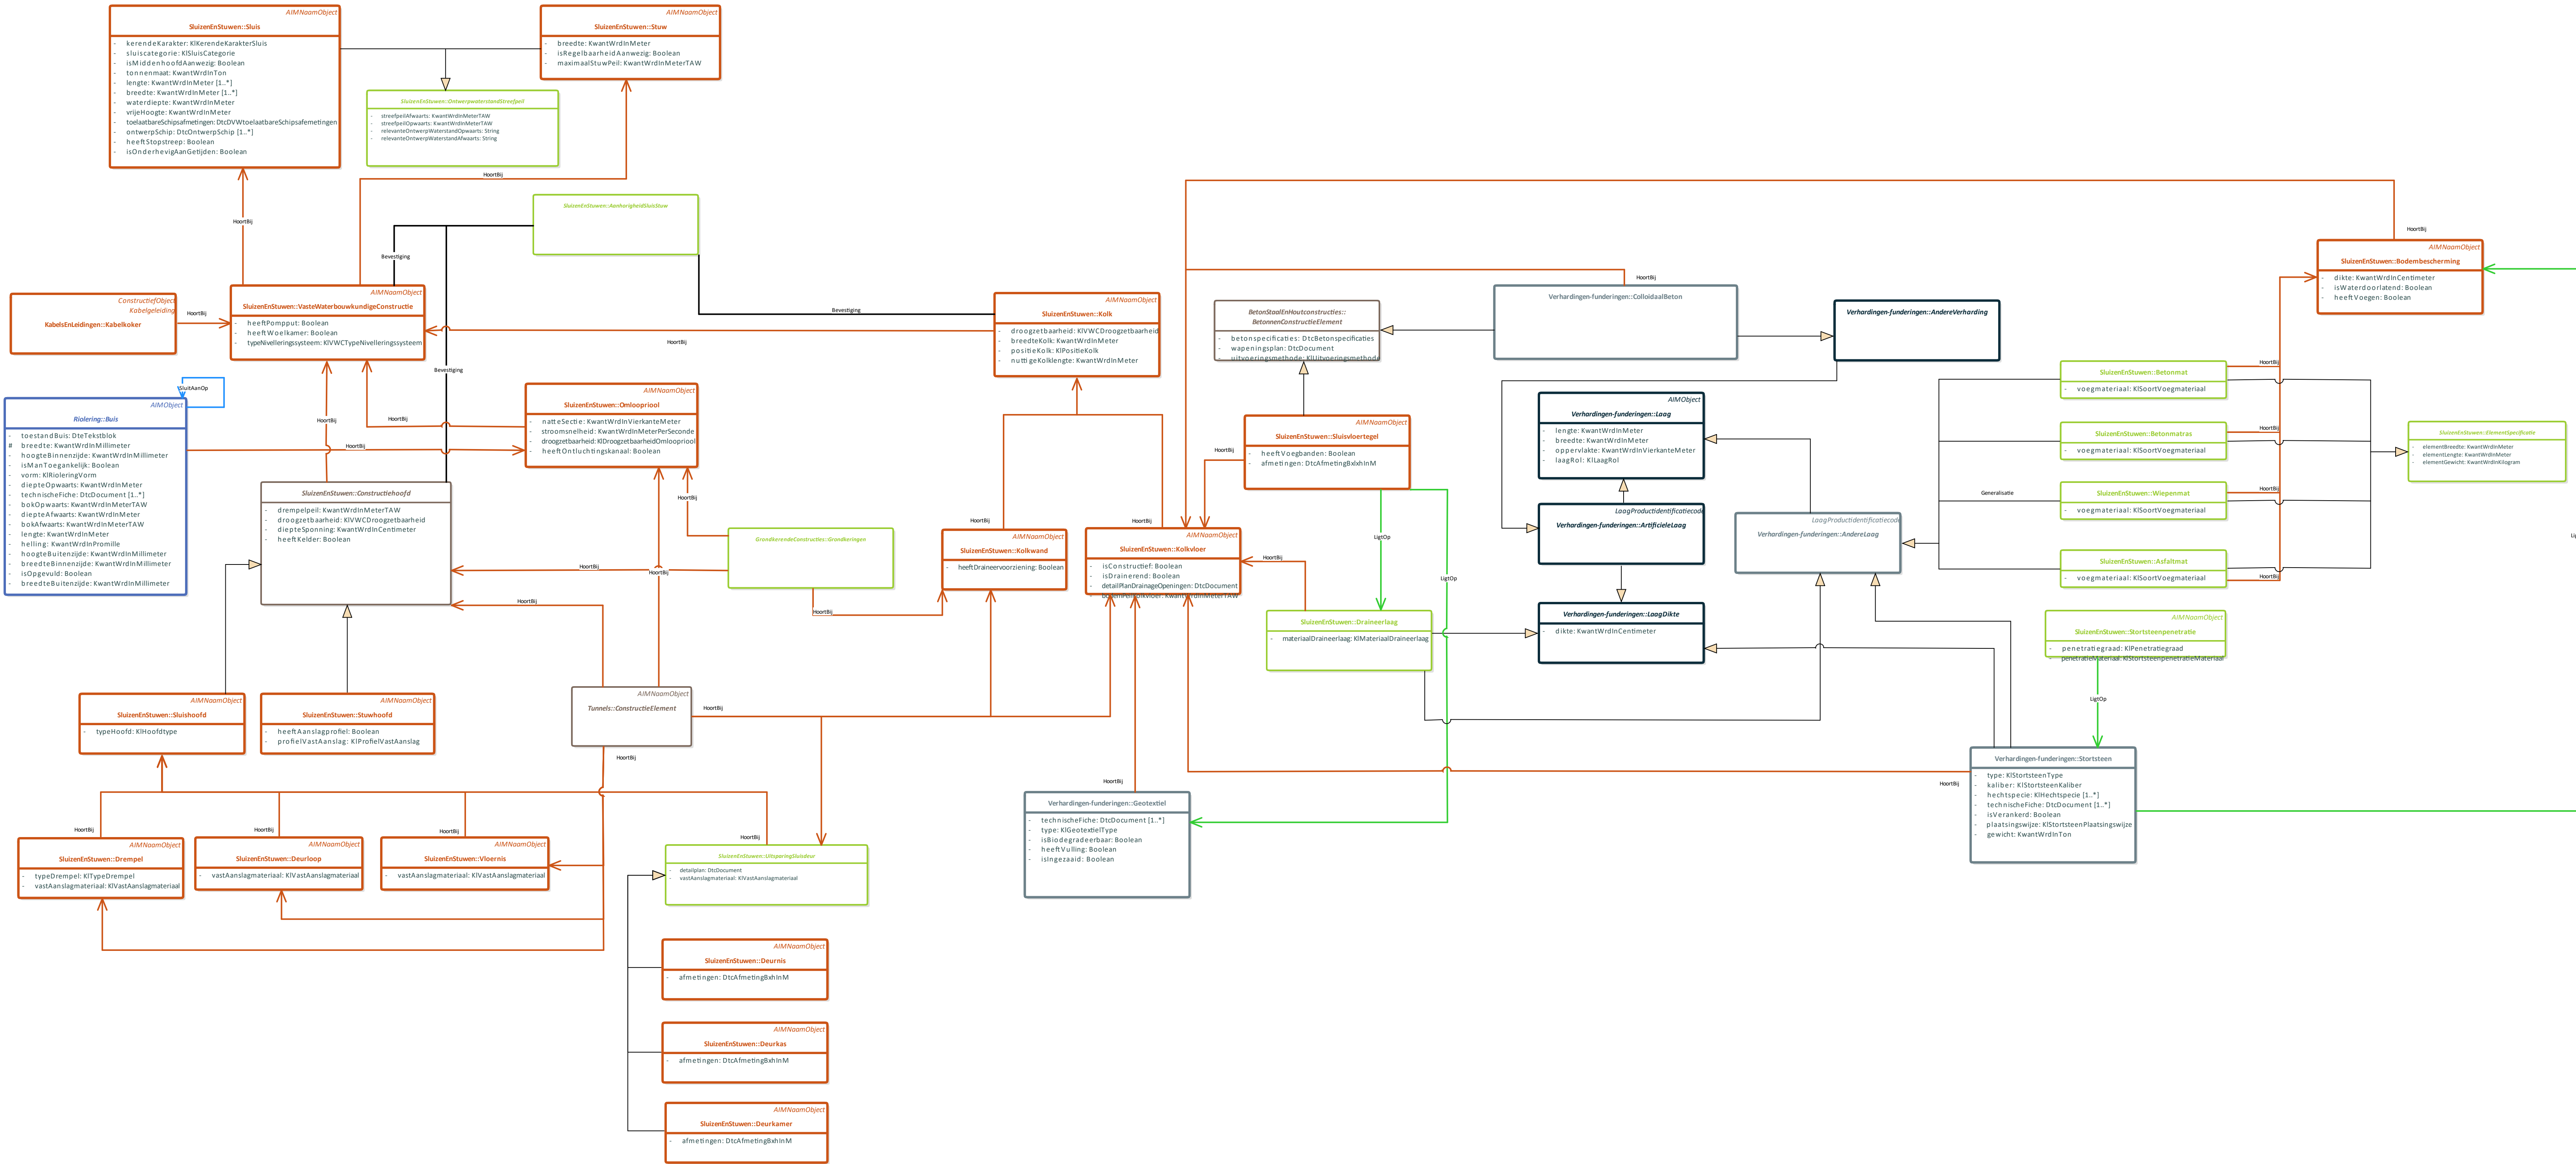 AIMNaamObject
SluizenEnStuwen::Sluis
- kerendeKarakter: KlKerendeKarakterSluis
- sluiscategorie: KlSluisCategorie
- isMiddenhoofdAanwezig: Boolean
- tonnenmaat: KwantWrdInTon
- lengte: KwantWrdInMeter [1..*]
- breedte: KwantWrdInMeter [1..*]
- waterdiepte: KwantWrdInMeter
- vrijeHoogte: KwantWrdInMeter
- toelaatbareSchipsafmetingen: DtcDVWtoelaatbareSchipsafemetingen
- ontwerpSchip: DtcOntwerpSchip [1..*]
- heeftStopstreep: Boolean
- isOnderhevigAanGetijden: Boolean
AIMNaamObject
SluizenEnStuwen::Stuw
- breedte: KwantWrdInMeter
- isRegelbaarheidAanwezig: Boolean
- maximaalStuwPeil: KwantWrdInMeterTAW
SluizenEnStuwen::OntwerpwaterstandStreefpeil
- streefpeilAfwaarts: KwantWrdInMeterTAW
- streefpeilOpwaarts: KwantWrdInMeterTAW
- relevanteOntwerpWaterstandOpwaarts: String
- relevanteOntwerpWaterstandAfwaarts: String
HoortBij
HoortBij
SluizenEnStuwen::AanhorigheidSluisStuw
Bevestiging
Bevestiging
Bevestiging
ConstructiefObject
Kabelgeleiding
KabelsEnLeidingen::Kabelkoker
HoortBij
AIMNaamObject
SluizenEnStuwen::VasteWaterbouwkundigeConstructie
- heeftPompput: Boolean
- heeftWoelkamer: Boolean
- typeNivelleringssysteem: KlVWCTypeNivelleringssysteem
HoortBij
AIMNaamObject
SluizenEnStuwen::Kolk
- droogzetbaarheid: KlVWCDroogzetbaarheid
- breedteKolk: KwantWrdInMeter
- positieKolk: KlPositieKolk
- nuttigeKolklengte: KwantWrdInMeter
SluitAanOp
AIMObject
Riolering::Buis
- toestandBuis: DteTekstblok
# breedte: KwantWrdInMillimeter
- hoogteBinnenzijde: KwantWrdInMillimeter
- isManToegankelijk: Boolean
- vorm: KlRioleringVorm
- diepteOpwaarts: KwantWrdInMeter
- technischeFiche: DtcDocument [1..*]
- bokOpwaarts: KwantWrdInMeterTAW
- diepteAfwaarts: KwantWrdInMeter
- bokAfwaarts: KwantWrdInMeterTAW
- lengte: KwantWrdInMeter
- helling: KwantWrdInPromille
- hoogteBuitenzijde: KwantWrdInMillimeter
- breedteBinnenzijde: KwantWrdInMillimeter
- isOpgevuld: Boolean
- breedteBuitenzijde: KwantWrdInMillimeter
HoortBij
HoortBij
HoortBij
AIMNaamObject
SluizenEnStuwen::Omloopriool
- natteSectie: KwantWrdInVierkanteMeter
- stroomsnelheid: KwantWrdInMeterPerSeconde
- droogzetbaarheid: KlDroogzetbaarheidOmloopriool
- heeftOntluchtingskanaal: Boolean
SluizenEnStuwen::Constructiehoofd
- drempelpeil: KwantWrdInMeterTAW
- droogzetbaarheid: KlVWCDroogzetbaarheid
- diepteSponning: KwantWrdInCentimeter
- heeftKelder: Boolean
HoortBij
HoortBij
HoortBij
HoortBij
HoortBij
GrondkerendeConstructies::Grondkeringen
HoortBij
AIMNaamObject
SluizenEnStuwen::Kolkwand
- heeftDraineervoorziening: Boolean
HoortBij
AIMNaamObject
SluizenEnStuwen::Kolkvloer
- isConstructief: Boolean
- isDrainerend: Boolean
- detailPlanDrainageOpeningen: DtcDocument
HoortBij
AIMNaamObject
SluizenEnStuwen::Sluisvloertegel
- heeftVoegbanden: Boolean
- afmetingen: DtcAfmetingBxlxhInM
HoortBij
BetonStaalEnHoutconstructies::
BetonnenConstructieElement
- betonspecificaties: DtcBetonspecificaties
- wapeningsplan: DtcDocument
- uitvoeringsmethode: KlUitvoeringsmethode
HoortBij
Verhardingen-funderingen::ColloidaalBeton
Verhardingen-funderingen::AndereVerharding
AIMObject
Verhardingen-funderingen::Laag
- lengte: KwantWrdInMeter
- breedte: KwantWrdInMeter
- oppervlakte: KwantWrdInVierkanteMeter
- laagRol: KlLaagRol
LaagProductidentificatiecode
Verhardingen-funderingen::ArtificieleLaag
LaagProductidentificatiecode
Verhardingen-funderingen::AndereLaag
Verhardingen-funderingen::LaagDikte
- dikte: KwantWrdInCentimeter
HoortBij
LigtOp
LigtOp
SluizenEnStuwen::Draineerlaag
- materiaalDraineerlaag: KlMateriaalDraineerlaag
HoortBij
AIMNaamObject
SluizenEnStuwen::Bodembescherming
- dikte: KwantWrdInCentimeter
- isWaterdoorlatend: Boolean
- heeftVoegen: Boolean
SluizenEnStuwen::Betonmat
- voegmateriaal: KlSoortVoegmateriaal
HoortBij
SluizenEnStuwen::Betonmatras
- voegmateriaal: KlSoortVoegmateriaal
HoortBij
Generalisatie
SluizenEnStuwen::Wiepenmat
- voegmateriaal: KlSoortVoegmateriaal
HoortBij
SluizenEnStuwen::Asfaltmat
- voegmateriaal: KlSoortVoegmateriaal
HoortBij
SluizenEnStuwen::ElementSpecificatie
- elementBreedte: KwantWrdInMeter
- elementLengte: KwantWrdInMeter
- elementGewicht: KwantWrdInKilogram
Li
AIMNaamObject
SluizenEnStuwen::Stortsteenpenetratie
- penetratiegraad: KlPenetratiegraad
- penetratieMateriaal: KlStortsteenpenetratieMateriaal
LigtOp
Verhardingen-funderingen::Stortsteen
- type: KlStortsteenType
- kaliber: KlStortsteenKaliber
- hechtspecie: KlHechtspecie [1..*]
- technischeFiche: DtcDocument [1..*]
- isVerankerd: Boolean
- plaatsingswijze: KlStortsteenPlaatsingswijze
- gewicht: KwantWrdInTon
HoortBij
AIMNaamObject
SluizenEnStuwen::Sluishoofd
- typeHoofd: KlHoofdtype
AIMNaamObject
SluizenEnStuwen::Stuwhoofd
- heeftAanslagprofiel: Boolean
- profielVastAanslag: KlProfielVastAanslag
AIMNaamObject
Tunnels::ConstructieElement
HoortBij
HoortBij
HoortBij
Verhardingen-funderingen::Geotextiel
- technischeFiche: DtcDocument [1..*]
- type: KlGeotextielType
- isBiodegradeerbaar: Boolean
- heeftVulling: Boolean
- isIngezaaid: Boolean
HoortBij
AIMNaamObject
SluizenEnStuwen::Drempel
- typeDrempel: KlTypeDrempel
- vastAanslagmateriaal: KlVastAanslagmateriaal
HoortBij
AIMNaamObject
SluizenEnStuwen::Deurloop
- vastAanslagmateriaal: KlVastAanslagmateriaal
HoortBij
AIMNaamObject
SluizenEnStuwen::Vloernis
- vastAanslagmateriaal: KlVastAanslagmateriaal
HoortBij
SluizenEnStuwen::UitsparingSluisdeur
- detailplan: DtcDocument
- vastAanslagmateriaal: KlVastAanslagmateriaal
AIMNaamObject
SluizenEnStuwen::Deurnis
- afmetingen: DtcAfmetingBxhInM
AIMNaamObject
SluizenEnStuwen::Deurkas
- afmetingen: DtcAfmetingBxhInM
AIMNaamObject
SluizenEnStuwen::Deurkamer
- afmetingen: DtcAfmetingBxhInM